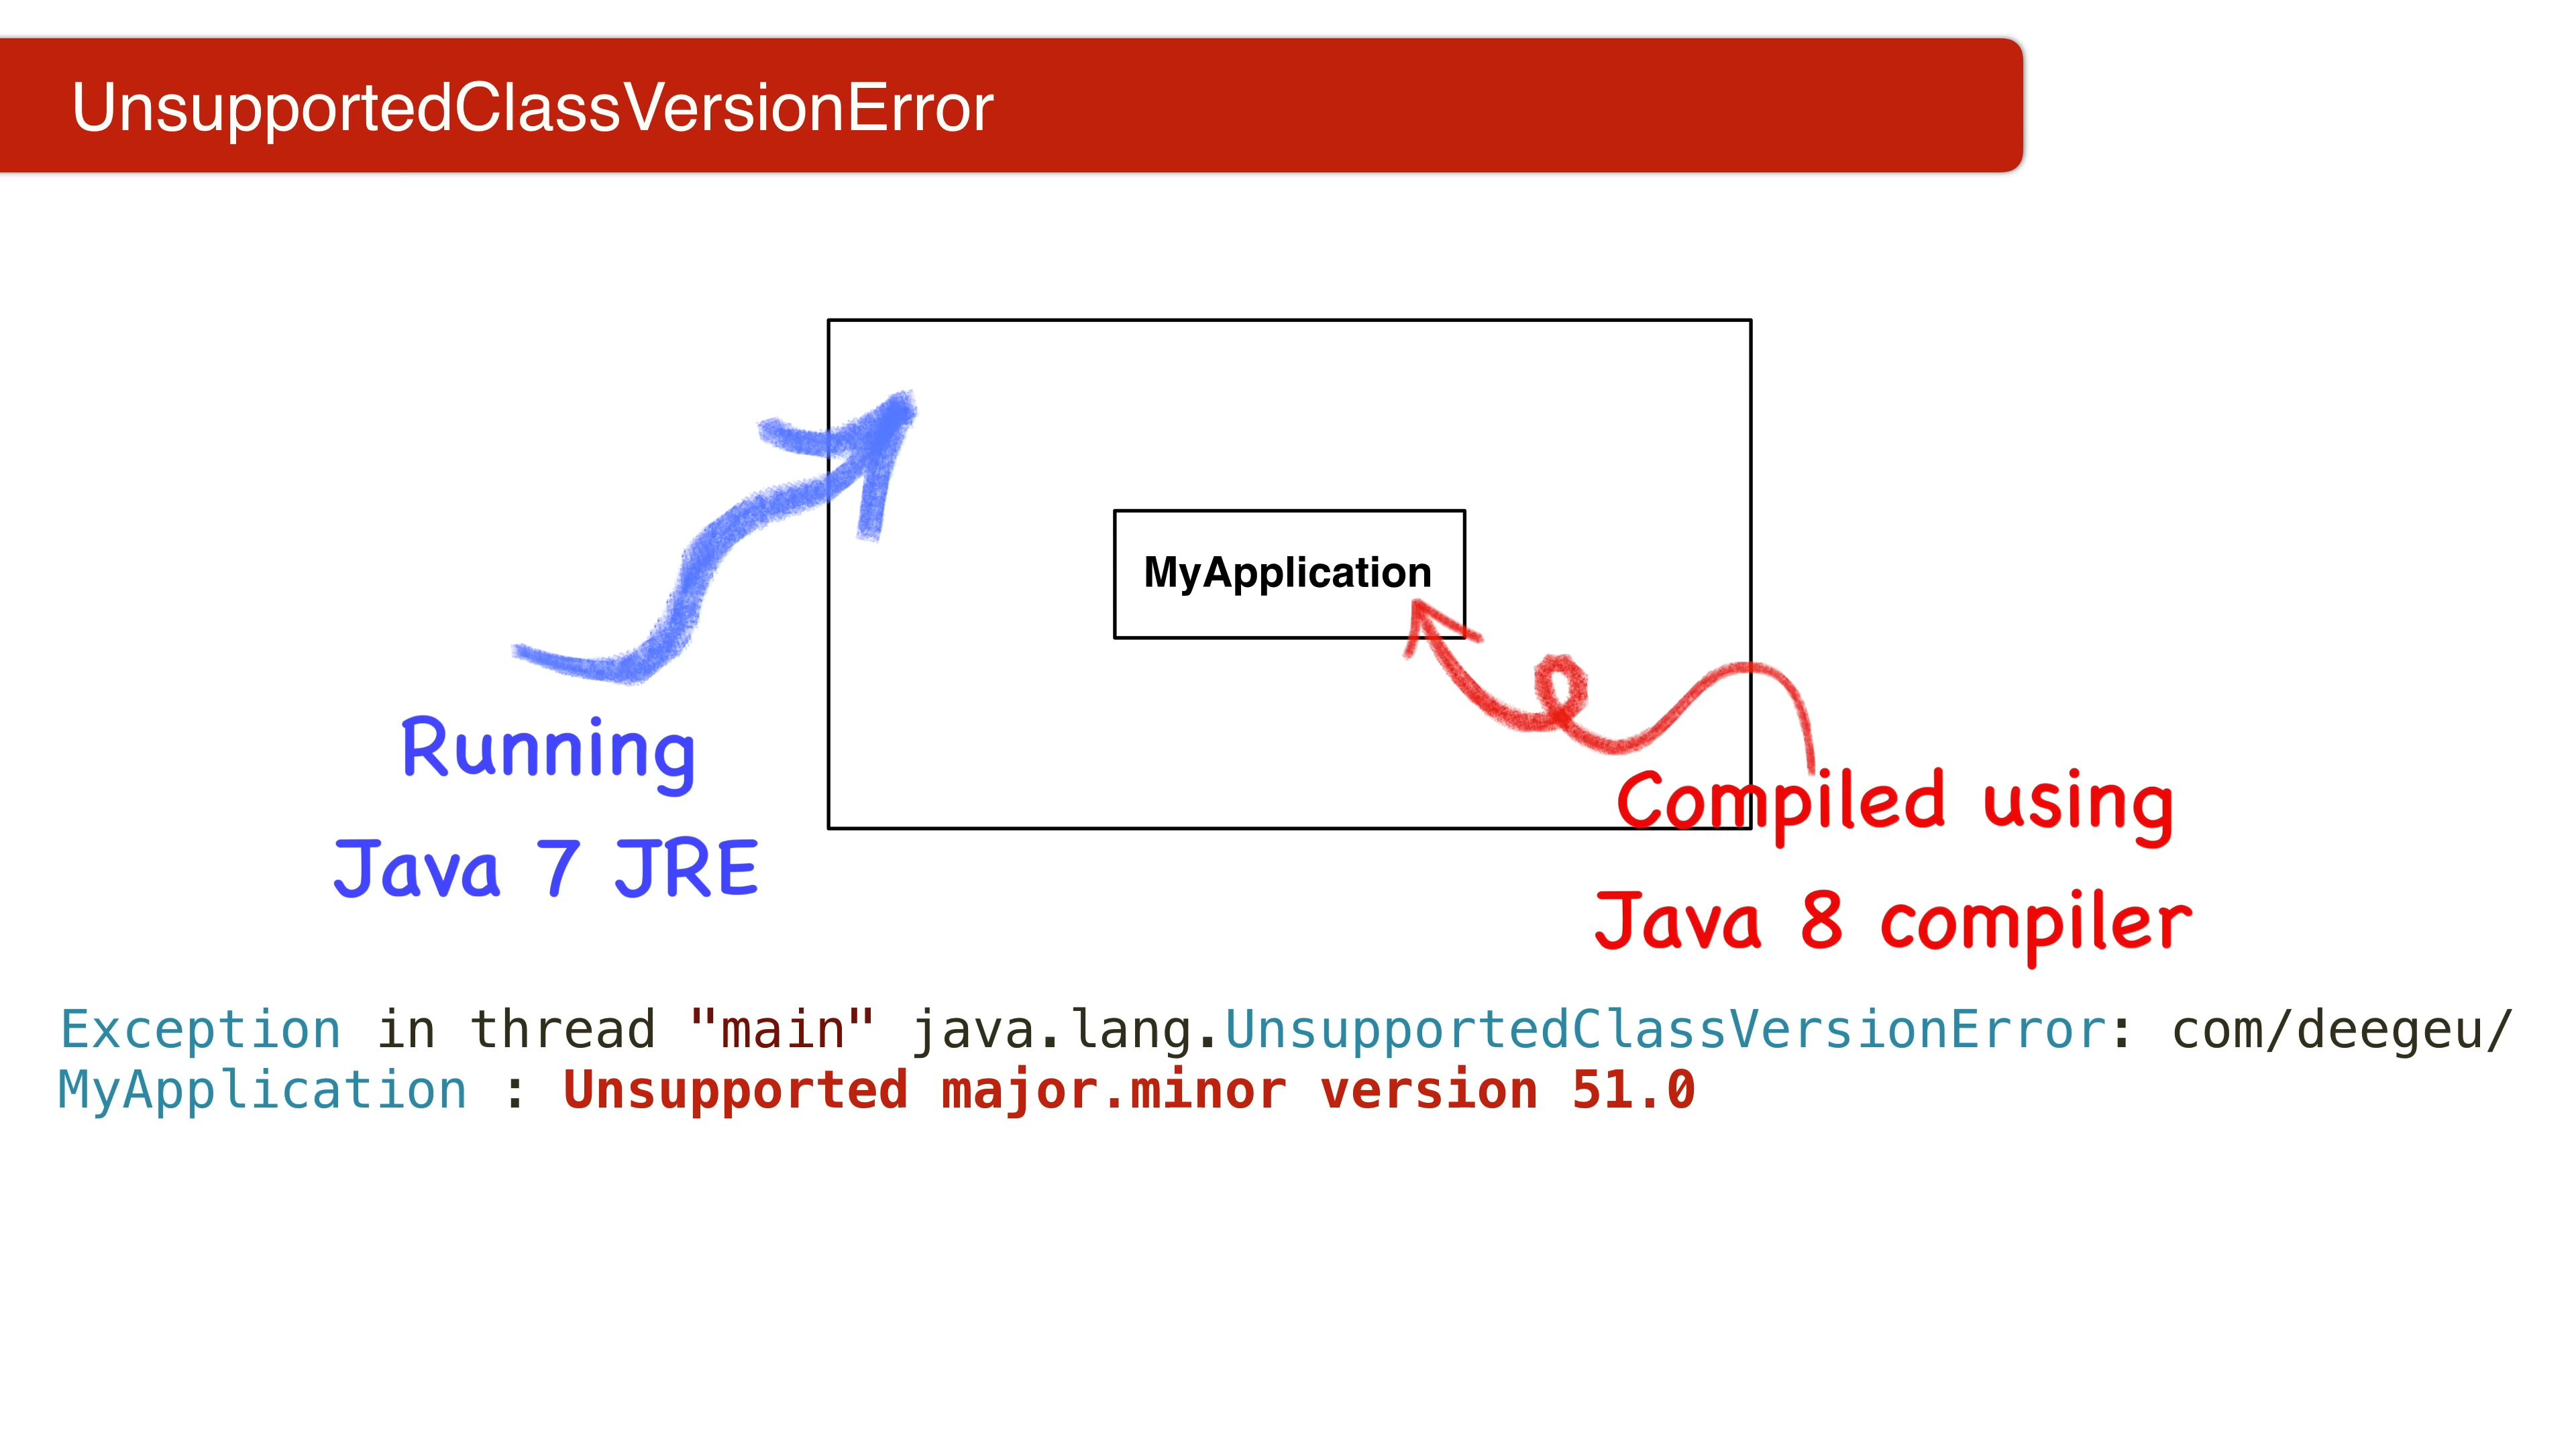 UnsupportedClassVersionError
MyApplication
Running
Java 7 JRE
Compiled using
Java 8 compiler
Exception in thread "main" java.lang.UnsupportedClassVersionError: com/deegeu/
MyApplication : Unsupported major.minor version 51.0